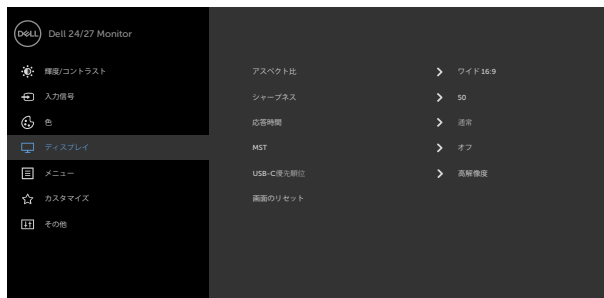 DELL Dell 24/27 Monitor
輝度/コントラスト
アスペクト比 ワイド16:9
入力信号
シャープネス 50
色
応答時間 通常
ディスプレイ
MST オフ
メニュー
USB-C優先順位 高解像度
カスタマイズ
画面のリセット
その他